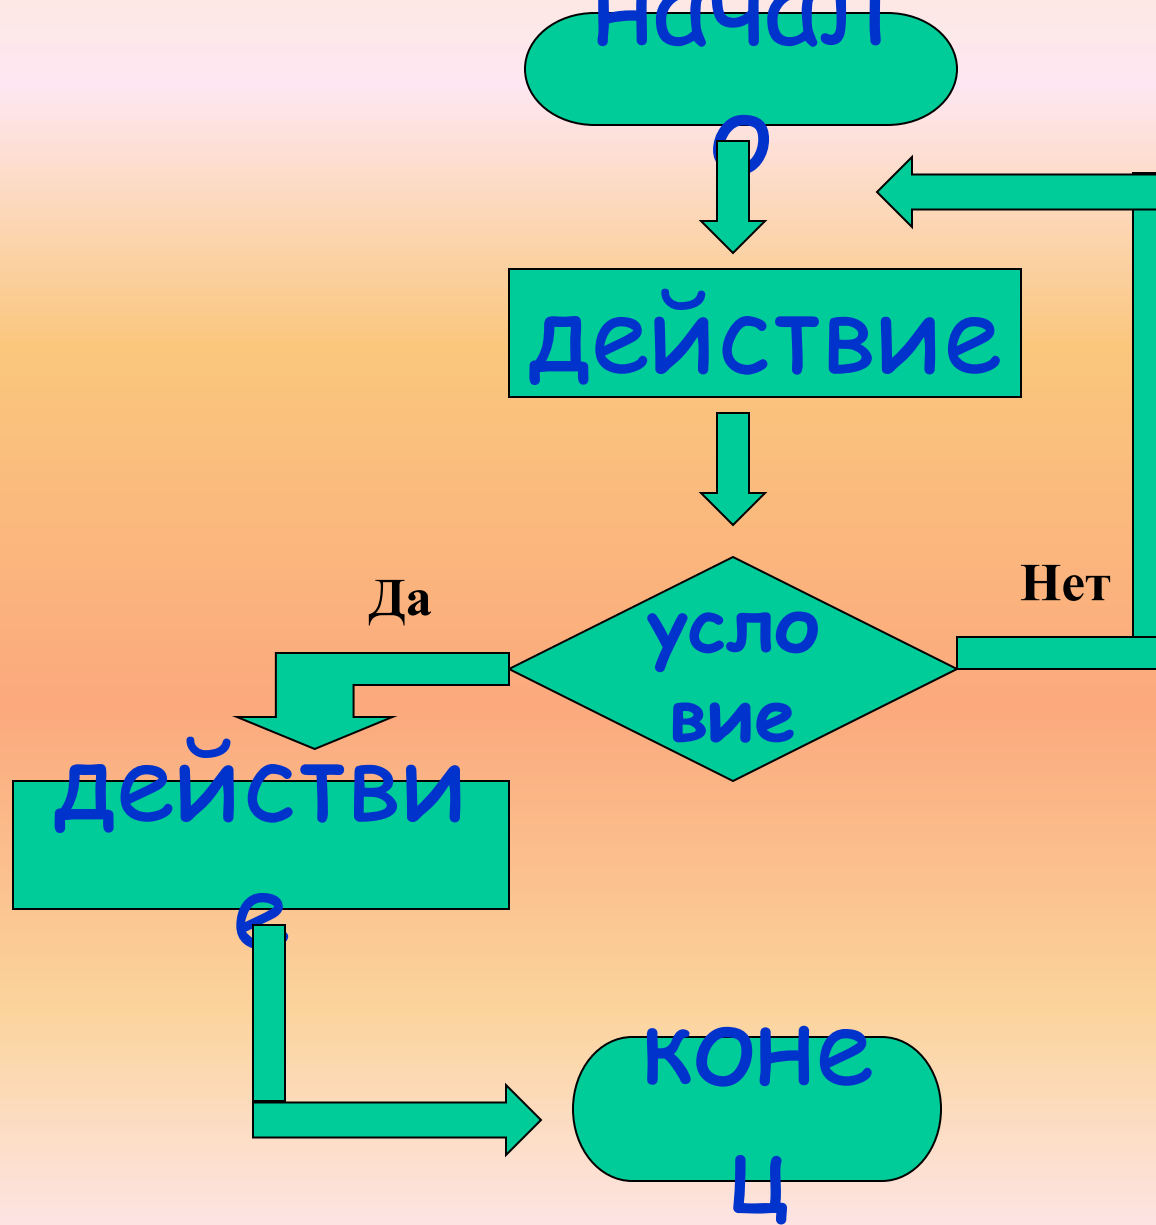 начал
о
действие
Да
Нет
усло
вие
действи
е
коне
ц